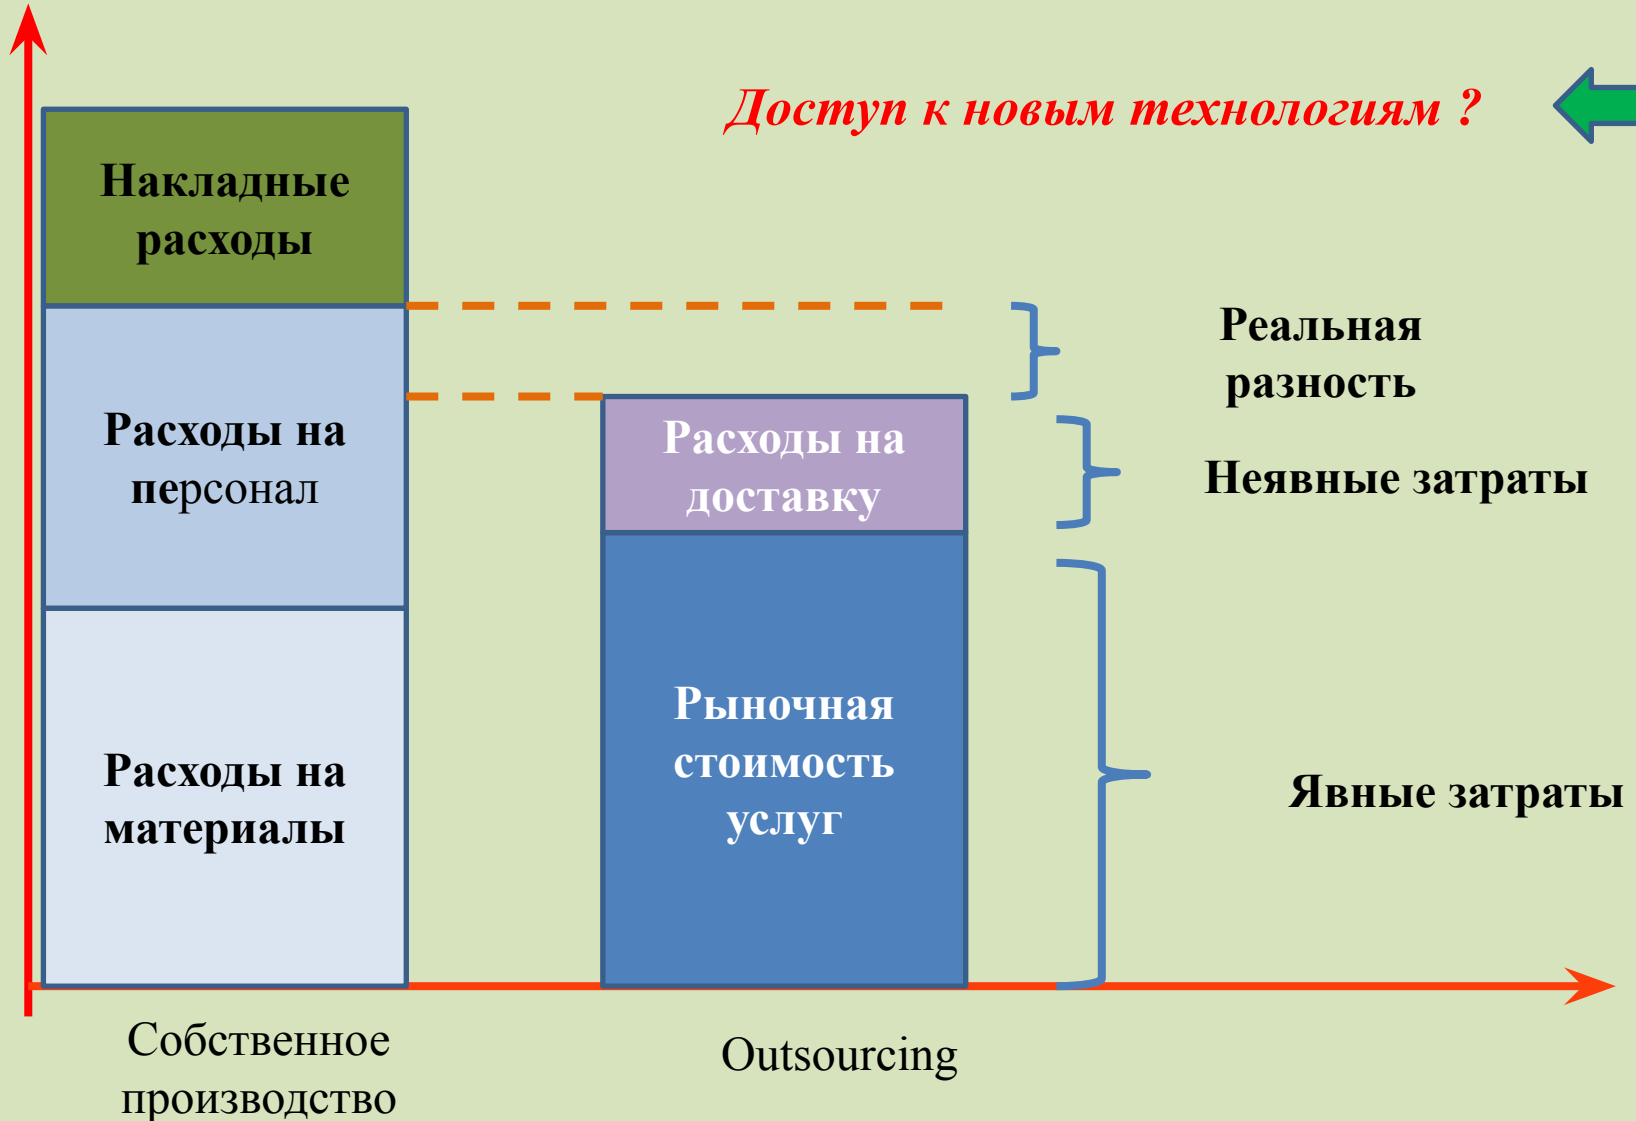 Доступ к новым технологиям ?
Накладные
расходы
Реальная
разность
Расходы на
персонал
Расходы на
доставку
Неявные затраты
Рыночная
стоимость
услуг
Расходы на
материалы
Явные затраты
Собственное
производство
Outsourcing